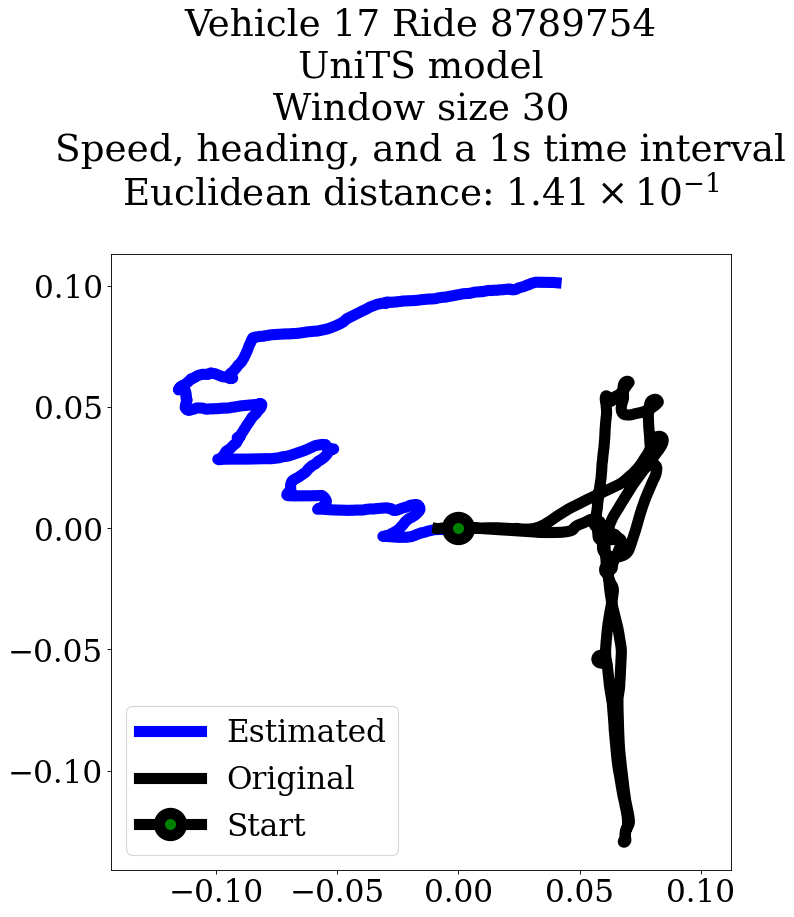 Vehicle 17 Ride 8789754
UniTS model
Window size 30
Speed, heading, and a 1s time interval
Euclidean distance: 1.41 × 10⁻¹
0.10
0.05
0.00
−0.05
−0.10
Estimated
Original
Start
−0.10 −0.05 0.00 0.05 0.10